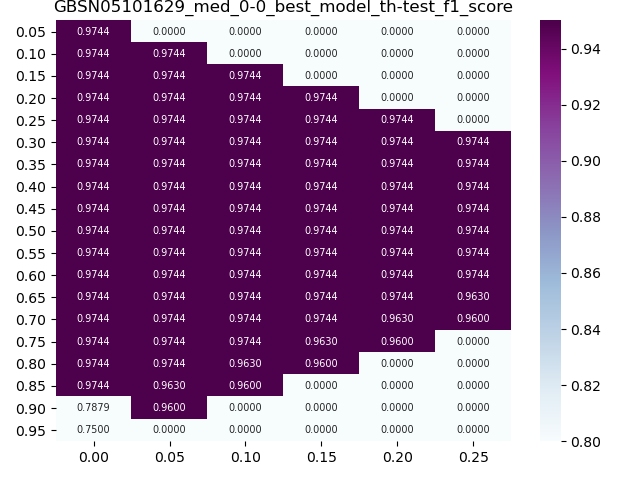 GBSN05101629_med_0-0_best_model_th-test_f1_score
0.05 0.9744 0.0000 0.0000 0.0000 0.0000 0.0000
0.10 0.9744 0.9744 0.0000 0.0000 0.0000 0.0000
0.15 0.9744 0.9744 0.9744 0.0000 0.0000 0.0000
0.20 0.9744 0.9744 0.9744 0.9744 0.0000 0.0000
0.25 0.9744 0.9744 0.9744 0.9744 0.9744 0.0000
0.30 0.9744 0.9744 0.9744 0.9744 0.9744 0.9744
0.35 0.9744 0.9744 0.9744 0.9744 0.9744 0.9744
0.40 0.9744 0.9744 0.9744 0.9744 0.9744 0.9744
0.45 0.9744 0.9744 0.9744 0.9744 0.9744 0.9744
0.50 0.9744 0.9744 0.9744 0.9744 0.9744 0.9744
0.55 0.9744 0.9744 0.9744 0.9744 0.9744 0.9744
0.60 0.9744 0.9744 0.9744 0.9744 0.9744 0.9744
0.65 0.9744 0.9744 0.9744 0.9744 0.9744 0.9630
0.70 0.9744 0.9744 0.9744 0.9744 0.9630 0.9600
0.75 0.9744 0.9744 0.9744 0.9630 0.9600 0.0000
0.80 0.9744 0.9744 0.9630 0.9600 0.0000 0.0000
0.85 0.9744 0.9630 0.9600 0.0000 0.0000 0.0000
0.90 0.7879 0.9600 0.0000 0.0000 0.0000 0.0000
0.95 0.7500 0.0000 0.0000 0.0000 0.0000 0.0000
0.00 0.05 0.10 0.15 0.20 0.25
0.94
0.92
0.90
0.88
0.86
0.84
0.82
0.80